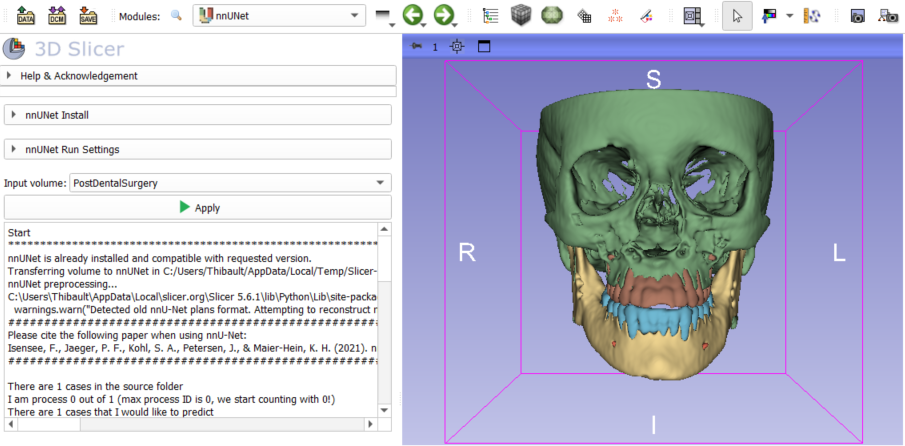 DATA
DCM
SAVE
Modules:
nnUNet
3D Slicer
Help & Acknowledgement
nnUNet Install
nnUNet Run Settings
Input volume: PostDentalSurgery
Apply
Start
nnUNet is already installed and compatible with requested version.
Transferring volume to nnUNet in C:/Users/Thibault/AppData/Local/Temp/Slicer-
nnUNet preprocessing...
C:\Users\Thibault\AppData\Local\slicer.org\Slicer 5.6.1\lib\Python\Lib\site-packa
warnings.warn("Detected old nnU-Net plans format. Attempting to reconstruct r
Please cite the following paper when using nnU-Net:
Isensee, F., Jaeger, P. F., Kohl, S. A., Petersen, J., & Maier-Hein, K. H. (2021). n
There are 1 cases in the source folder
I am process 0 out of 1 (max process ID is 0, we start counting with 0!)
There are 1 cases that I would like to predict
1
S
R
L
I